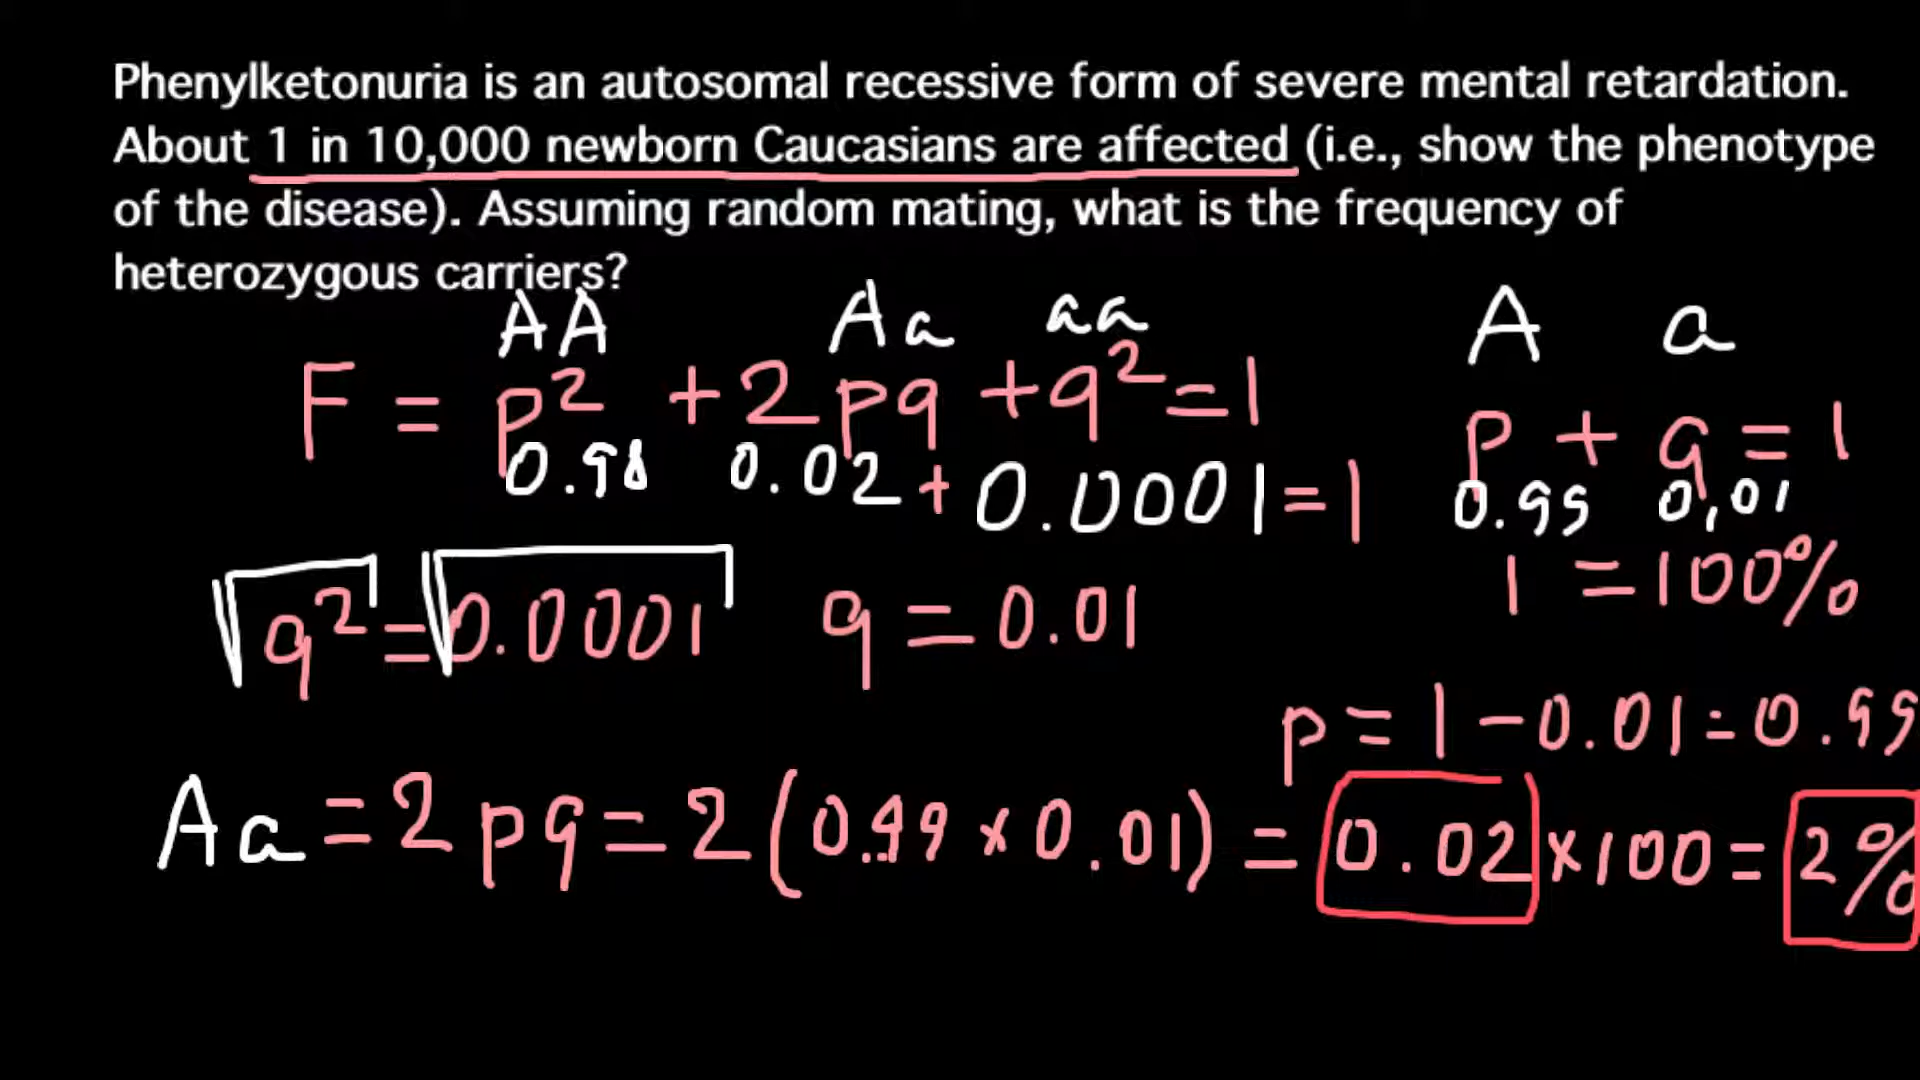 Phenylketonuria is an autosomal recessive form of severe mental retardation.
About 1 in 10,000 newborn Caucasians are affected (i.e., show the phenotype
of the disease). Assuming random mating, what is the frequency of
heterozygous carriers?
AA Aa aa A a
F = p² + 2pq + q² = 1 p + q = 1
0.98 0.02 + 0.0001 = 1 0.99 0,01
1 = 100%
√q² = √0.0001 q = 0.01
p = 1 - 0.01 = 0.99
Aa = 2pq = 2(0.99 × 0.01) = 0.02 × 100 = 2%